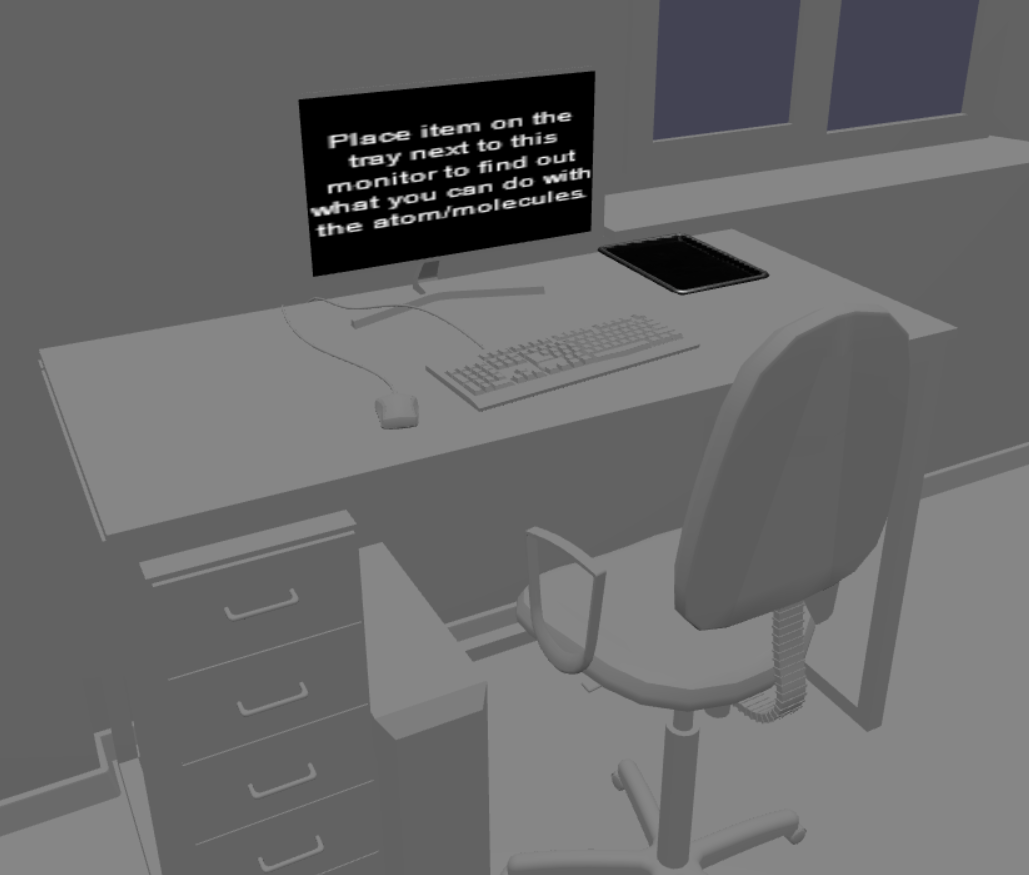 Place item on the
tray next to this
monitor to find out
what you can do with
the atom/molecules.